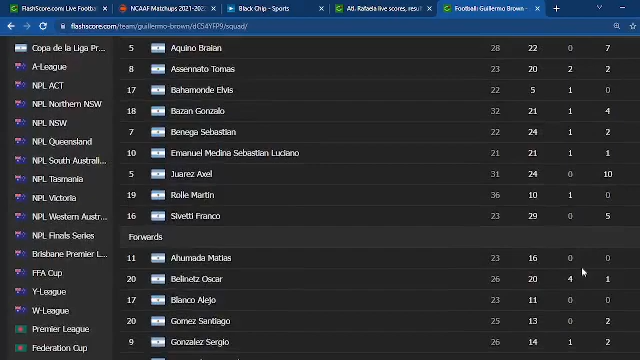 FlashScore.com: Live Footba
NCAAF Matchups 2021-202
Black Chip - Sports
Atl. Rafaela live scores, result
Football: Guillermo Brown -
flashscore.com/team/guillermo-brown/dC54YFP9/squad/
Copa de la Liga Pr...
A-League
NPL ACT
NPL Northern NSW
NPL NSW
NPL Queensland
NPL South Australi...
NPL Tasmania
NPL Victoria
NPL Western Austr...
NPL Finals Series
Brisbane Premier L...
FFA Cup
Y-League
W-League
Premier League
Federation Cup
5 Aquino Braian 28 22 0 7
8 Assennato Tomas 23 20 2 2
17 Bahamonde Elvis 22 5 1 0
18 Bazan Gonzalo 32 21 1 4
7 Benega Sebastian 22 24 1 2
10 Emanuel Medina Sebastian Luciano 21 21 1 1
5 Juarez Axel 31 24 0 10
19 Rolle Martin 36 10 1 0
16 Sivetti Franco 23 29 0 5
Forwards
11 Ahumada Matias 23 16 0 0
20 Belinetz Oscar 26 20 4 1
17 Blanco Alejo 23 11 0 0
20 Gomez Santiago 25 13 0 2
9 Gonzalez Sergio 26 14 1 2